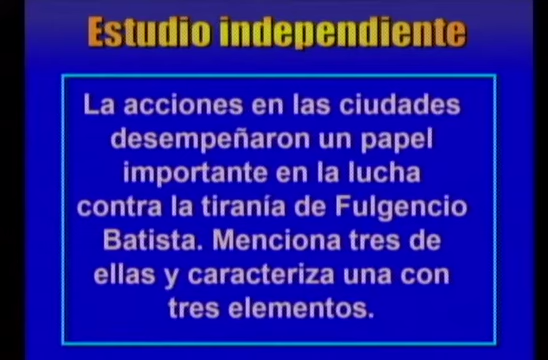 Estudio independiente
La acciones en las ciudades
desempeñaron un papel
importante en la lucha
contra la tiranía de Fulgencio
Batista. Menciona tres de
ellas y caracteriza una con
tres elementos.